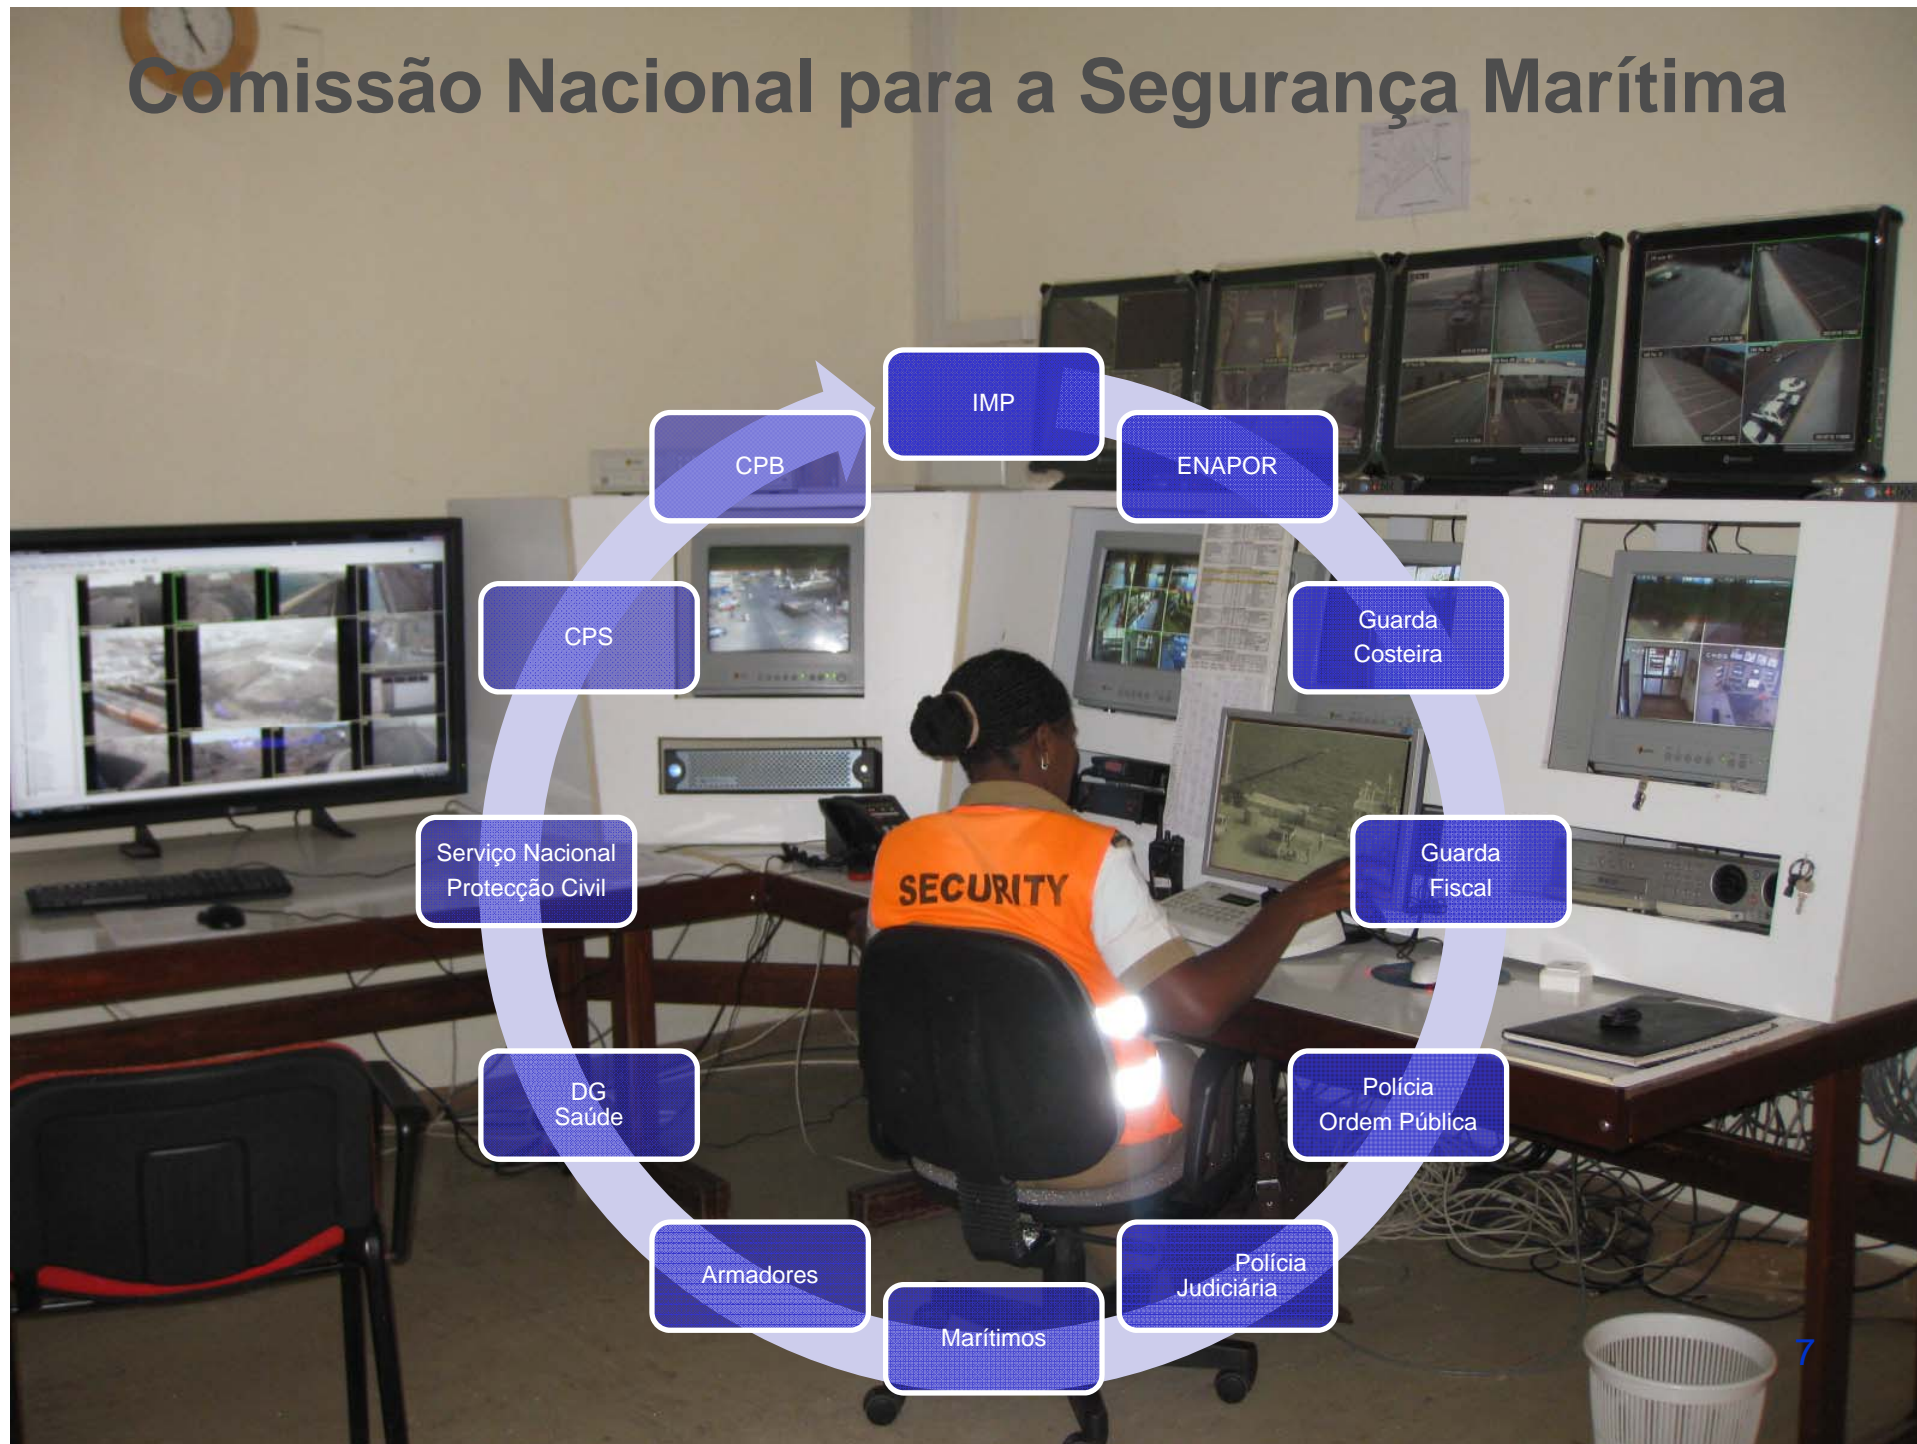 Comissão Nacional para a Segurança Marítima
IMP
ENAPOR
Guarda
Costeira
Guarda
Fiscal
Polícia
Ordem Pública
Polícia
Judiciária
Marítimos
Armadores
DG
Saúde
Serviço Nacional
Protecção Civil
CPS
CPB
SECURITY
7